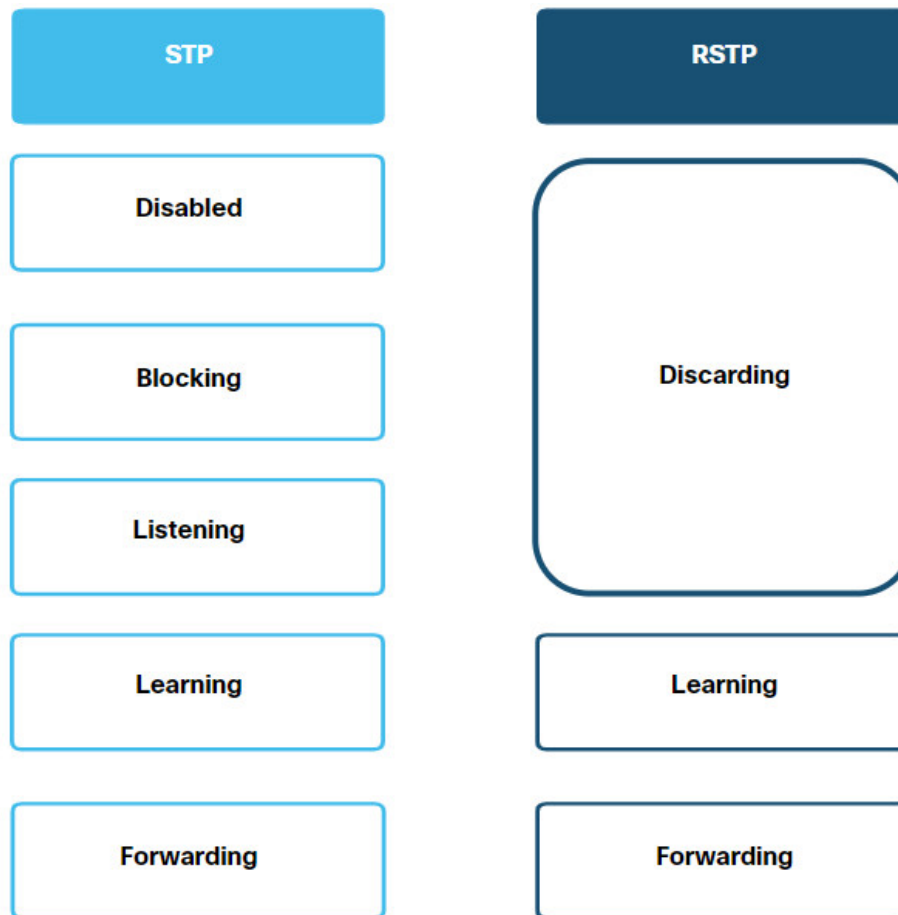 STP
RSTP
Disabled
Blocking
Discarding
Listening
Learning
Learning
Forwarding
Forwarding